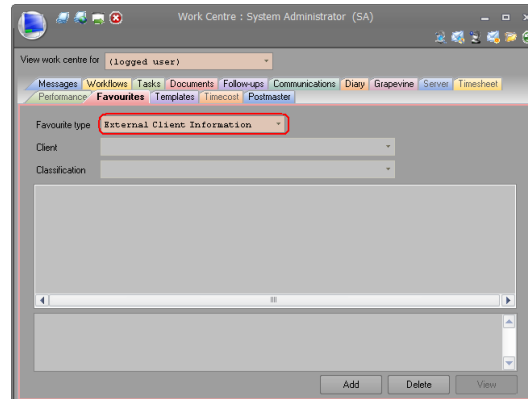 Work Centre : System Administrator (SA)
View work centre for (logged user)
Messages Workflows Tasks Documents Follow-ups Communications Diary Grapevine Server Timesheet
Performance Favourites Templates Timecost Postmaster
Favourite type External Client Information
Client
Classification
Add Delete View